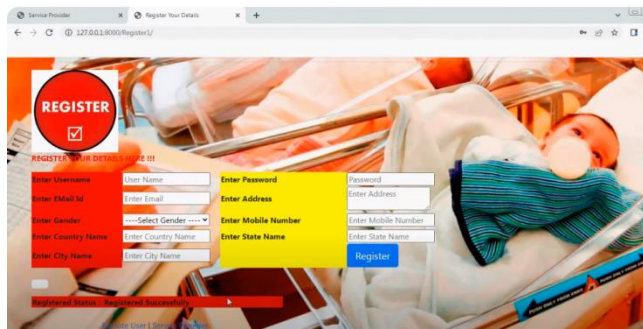 Service Provider
Register Your Details
127.0.0.1:8000/Register1/
REGISTER
REGISTER YOUR DETAILS HERE !!!
Enter Username User Name Enter Password Password
Enter EMail Id Enter Email Enter Address Enter Address
Enter Gender ----Select Gender ---- Enter Mobile Number Enter Mobile Number
Enter Country Name Enter Country Name Enter State Name Enter State Name
Enter City Name Enter City Name Register
Registered Status : Registered Successfully
User | Service